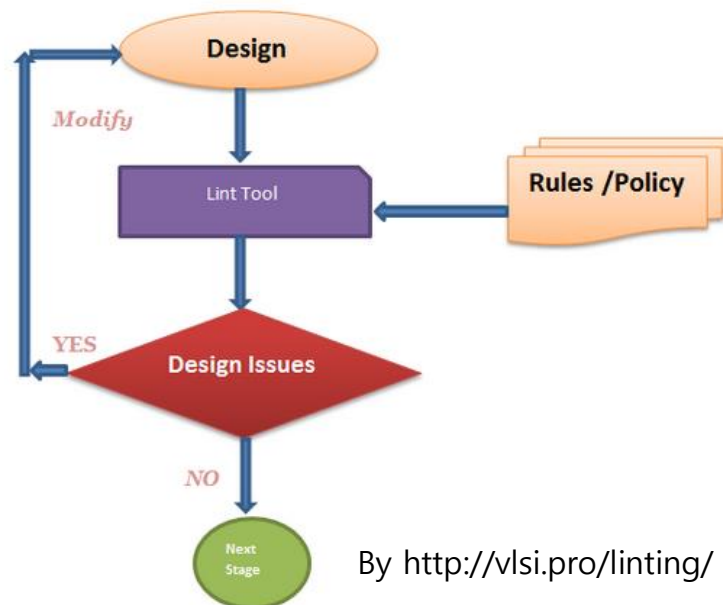 Design
Modify
Lint Tool
Rules /Policy
YES
Design Issues
NO
Next
Stage
By http://vlsi.pro/linting/